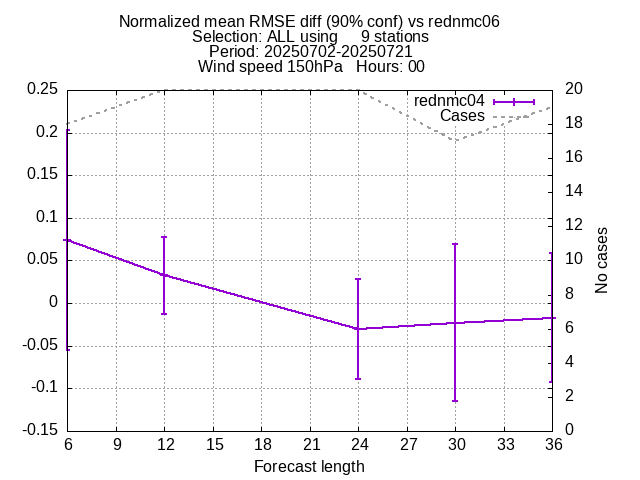 Normalized mean RMSE diff (90% conf) vs rednmc06
Selection: ALL using     9 stations
Period: 20250702-20250721
Wind speed 150hPa   Hours: 00
rednmc04
Cases
0.25
0.2
0.15
0.1
0.05
0
-0.05
-0.1
-0.15
20
18
16
14
12
10
8
6
4
2
0
No cases
6 9 12 15 18 21 24 27 30 33 36
Forecast length